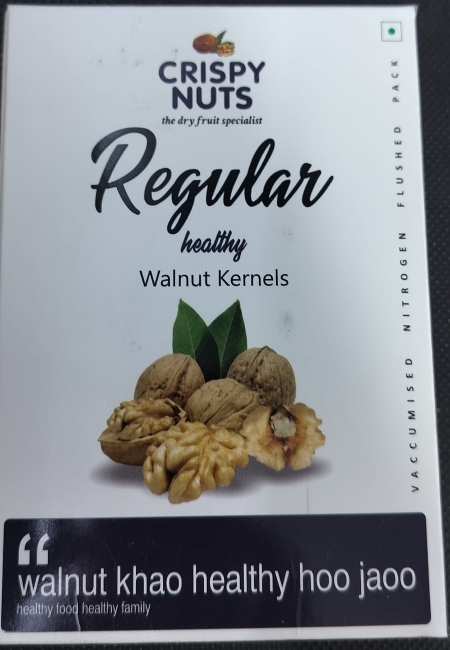 CRISPY
NUTS
the dry fruit specialist
Regular
healthy
Walnut Kernels
VACCUMISED NITROGEN FLUSHED PACK
“
walnut khao healthy hoo jaoo
healthy food healthy family